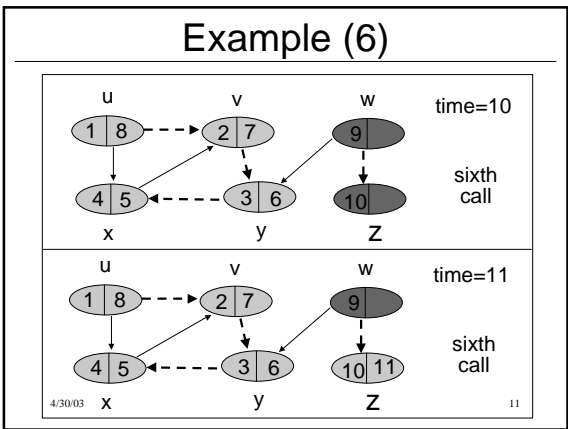 Example (6)
u v w time=10
1 8 2 7 9
sixth
4 5 3 6 10 call
x y z
u v w time=11
1 8 2 7 9
sixth
4 5 3 6 10 11 call
4/30/03 x y z 11